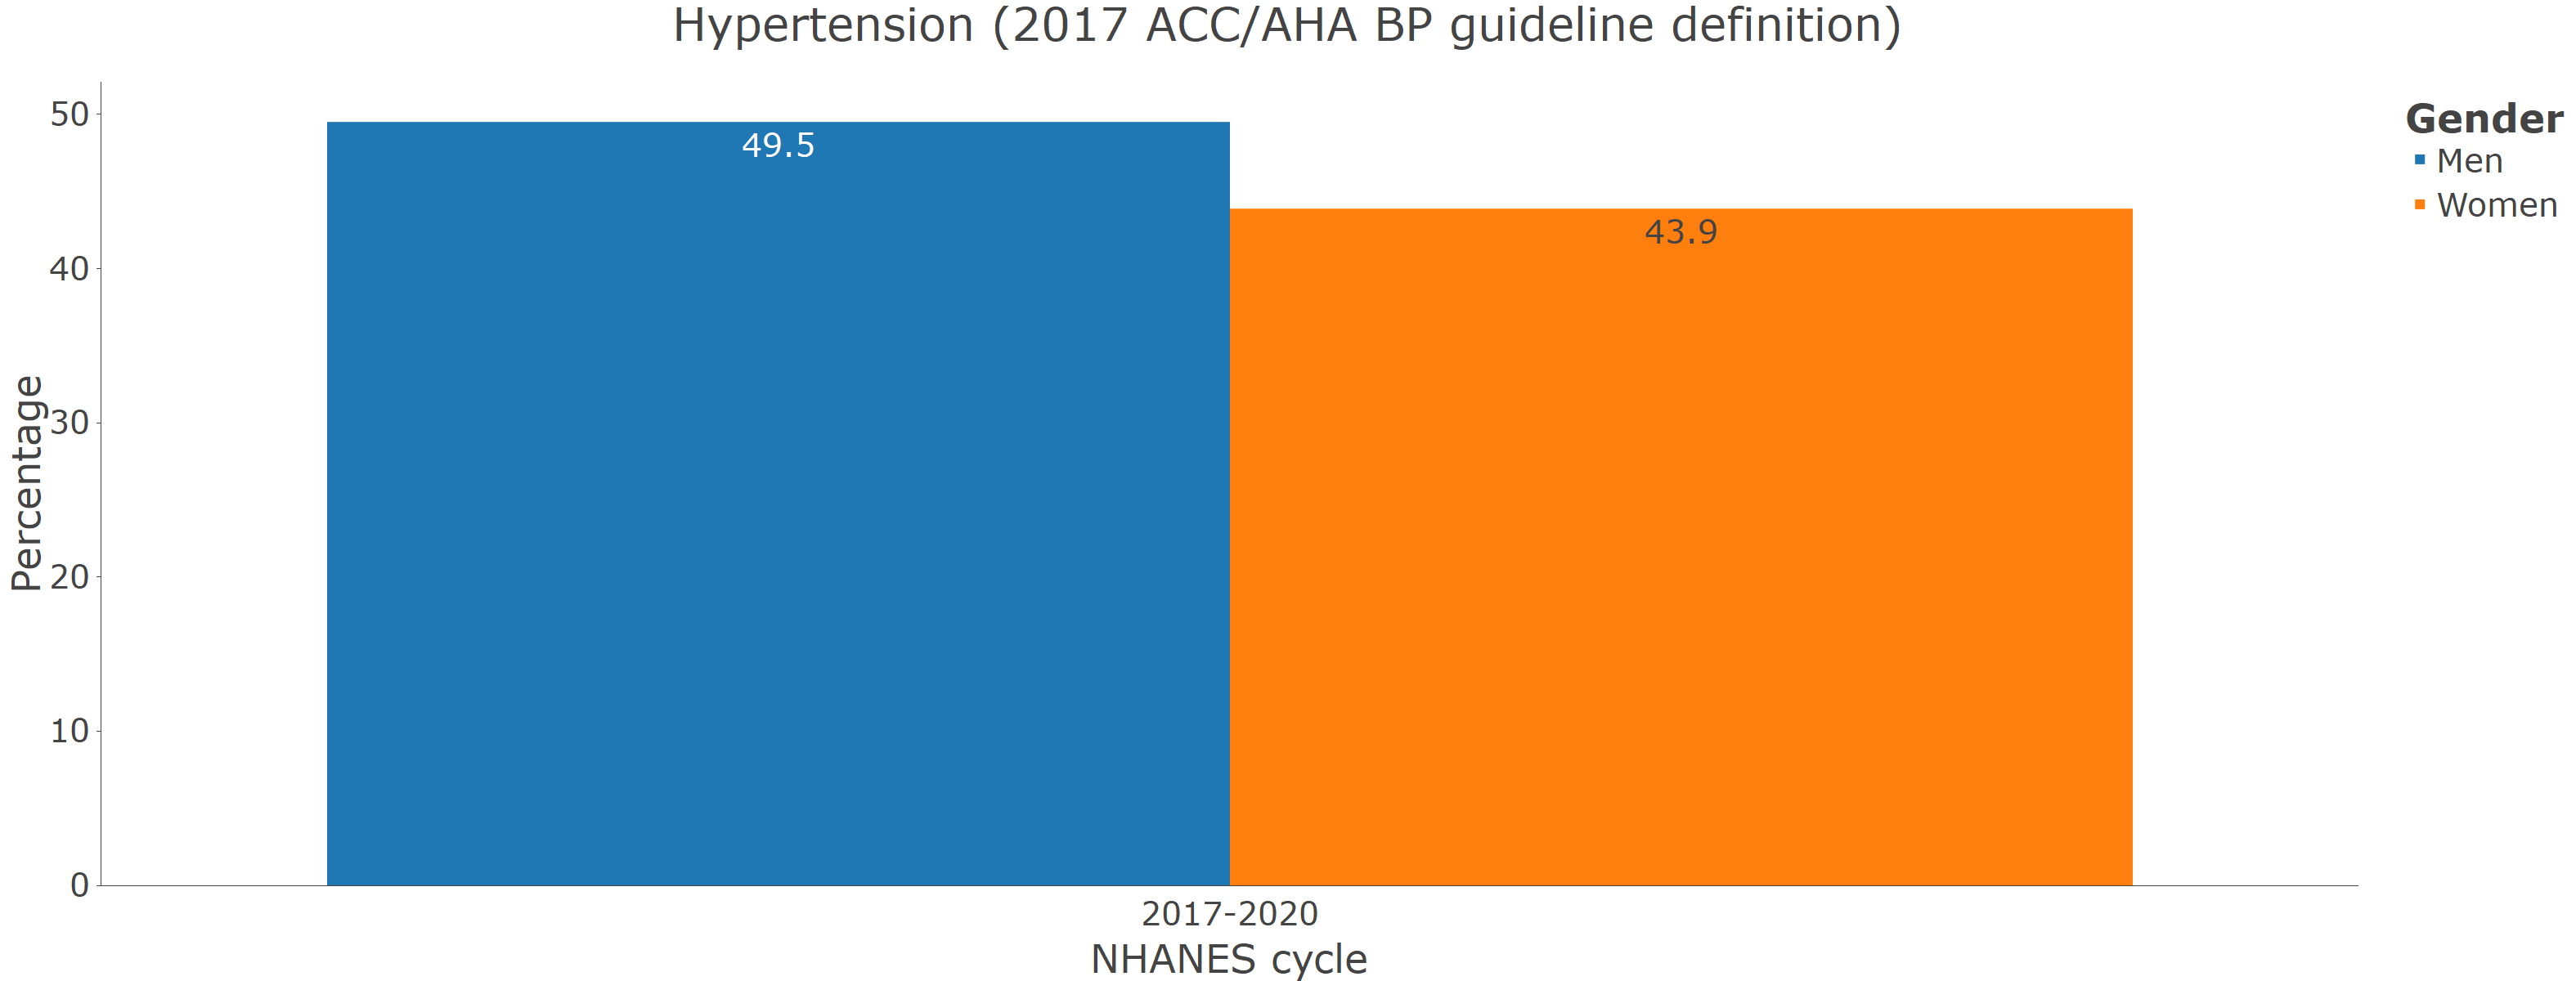 Hypertension (2017 ACC/AHA BP guideline definition)
50
40
30
20
10
0
Percentage
49.5
43.9
2017-2020
NHANES cycle
Gender
Men
Women